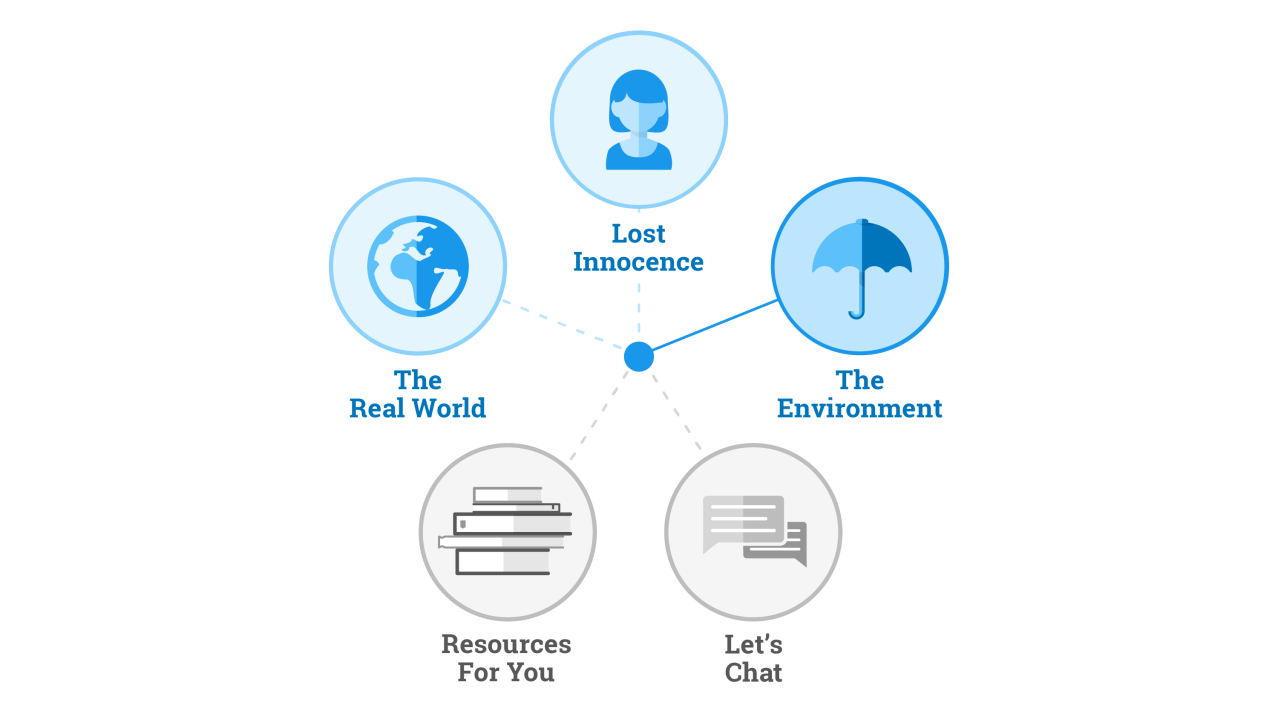 Lost
Innocence
The
Real World
The
Environment
Resources
For You
Let's
Chat